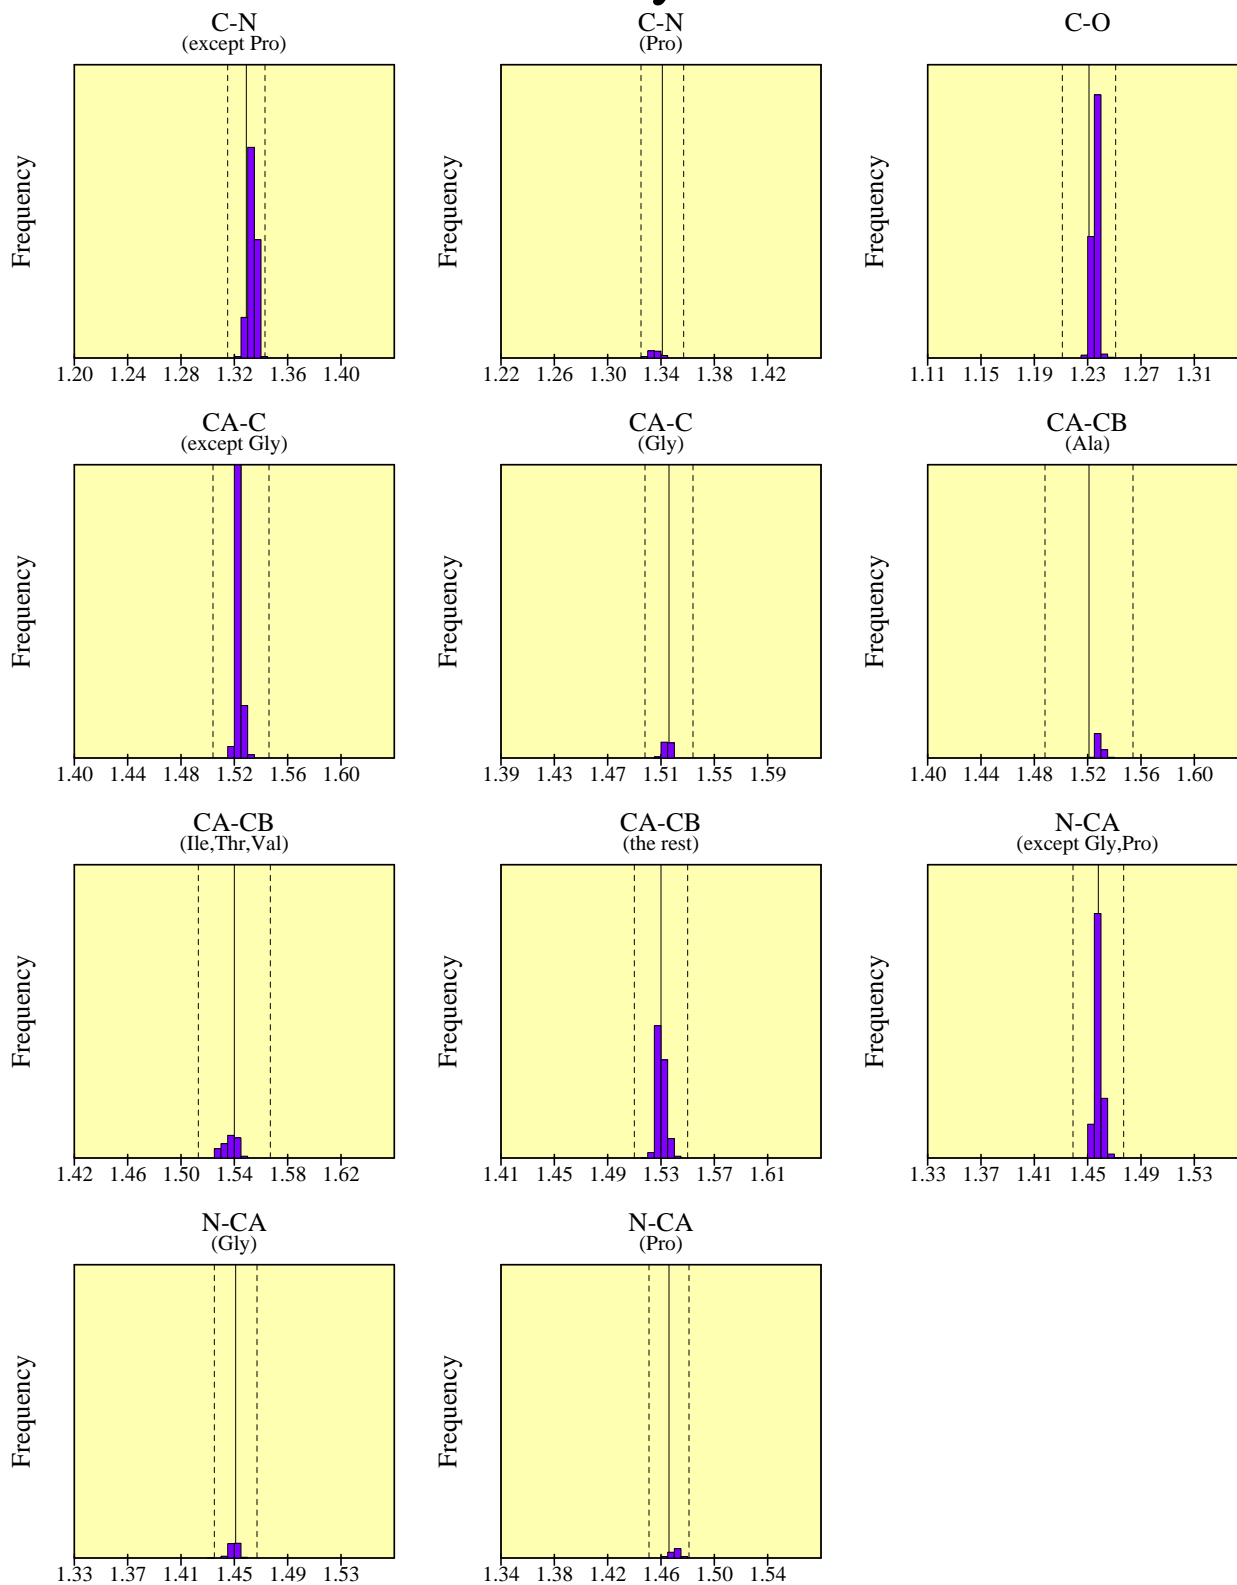 C-N
(except Pro)
Frequency
1.20 1.24 1.28 1.32 1.36 1.40
C-N
(Pro)
Frequency
1.22 1.26 1.30 1.34 1.38 1.42
C-O
Frequency
1.11 1.15 1.19 1.23 1.27 1.31
CA-C
(except Gly)
Frequency
1.40 1.44 1.48 1.52 1.56 1.60
CA-C
(Gly)
Frequency
1.39 1.43 1.47 1.51 1.55 1.59
CA-CB
(Ala)
Frequency
1.40 1.44 1.48 1.52 1.56 1.60
CA-CB
(Ile,Thr,Val)
Frequency
1.42 1.46 1.50 1.54 1.58 1.62
CA-CB
(the rest)
Frequency
1.41 1.45 1.49 1.53 1.57 1.61
N-CA
(except Gly,Pro)
Frequency
1.33 1.37 1.41 1.45 1.49 1.53
N-CA
(Gly)
Frequency
1.33 1.37 1.41 1.45 1.49 1.53
N-CA
(Pro)
Frequency
1.34 1.38 1.42 1.46 1.50 1.54